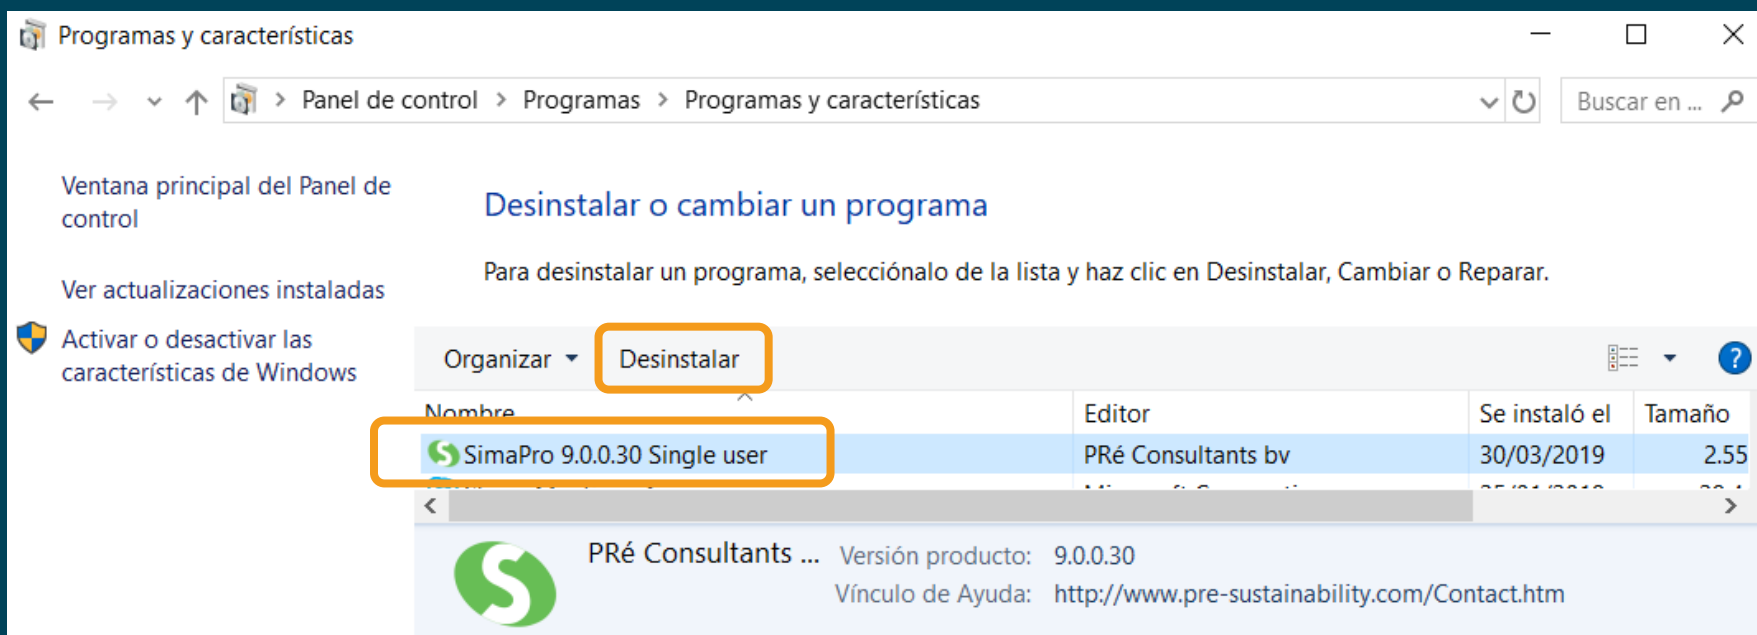 Programas y características
Panel de control > Programas > Programas y características
Buscar en ...
Ventana principal del Panel de
control
Ver actualizaciones instaladas
Activar o desactivar las
características de Windows
Desinstalar o cambiar un programa
Para desinstalar un programa, selecciónalo de la lista y haz clic en Desinstalar, Cambiar o Reparar.
Organizar Desinstalar
?
Nombre Editor Se instaló el Tamaño
SimaPro 9.0.0.30 Single user PRé Consultants bv 30/03/2019 2.55
PRé Consultants ... Versión producto: 9.0.0.30
Vínculo de Ayuda: http://www.pre-sustainability.com/Contact.htm